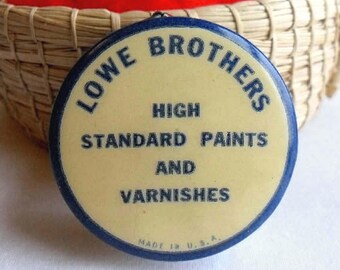 LOWE BROTHERS
HIGH
STANDARD PAINTS
AND
VARNISHES
MADE IN U.S.A.